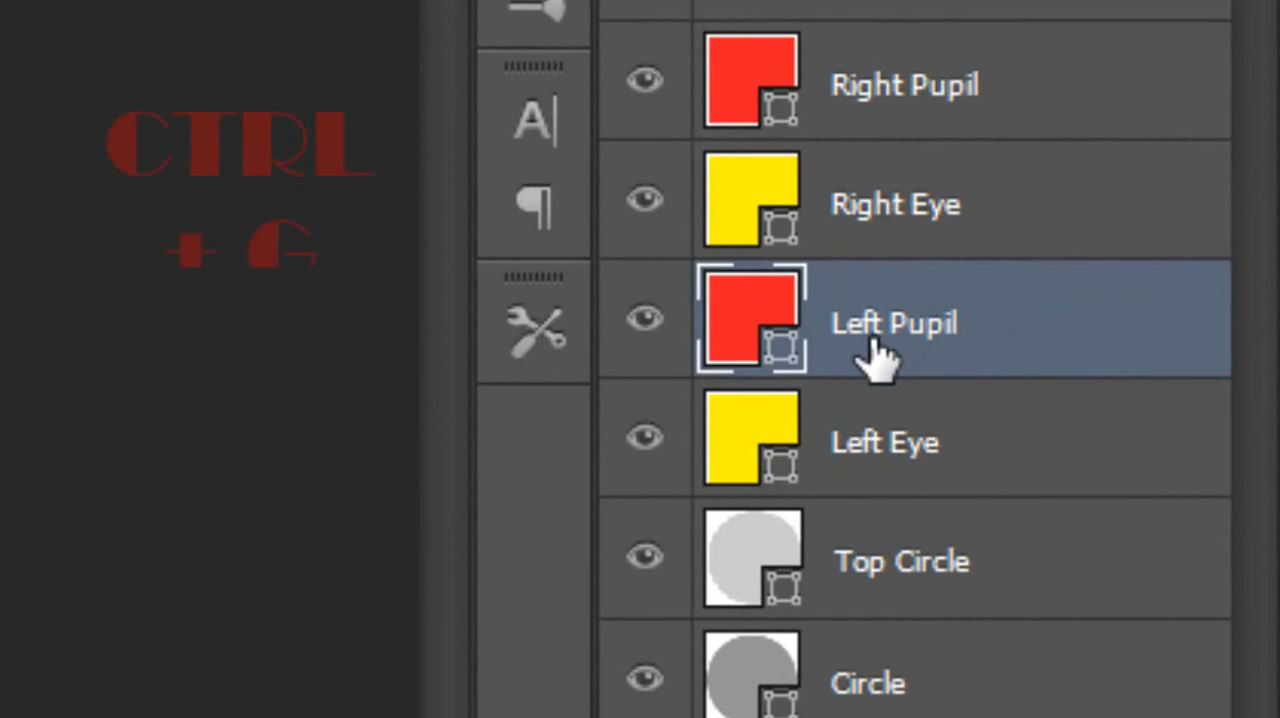 CTRL
+ G
Right Pupil
Right Eye
Left Pupil
Left Eye
Top Circle
Circle